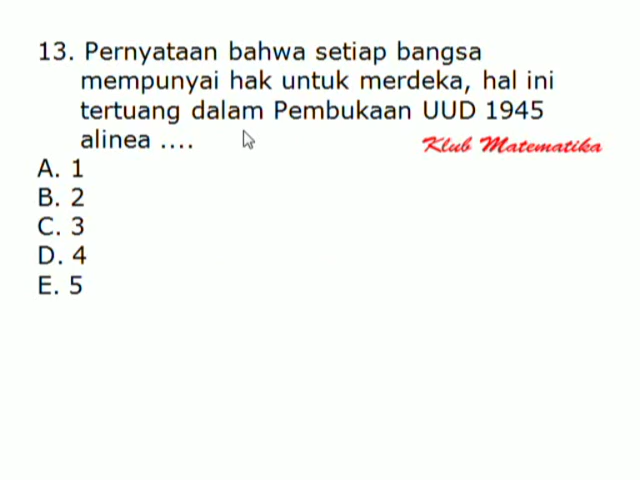 13. Pernyataan bahwa setiap bangsa
mempunyai hak untuk merdeka, hal ini
tertuang dalam Pembukaan UUD 1945
alinea ....
Klub Matematika
A. 1
B. 2
C. 3
D. 4
E. 5